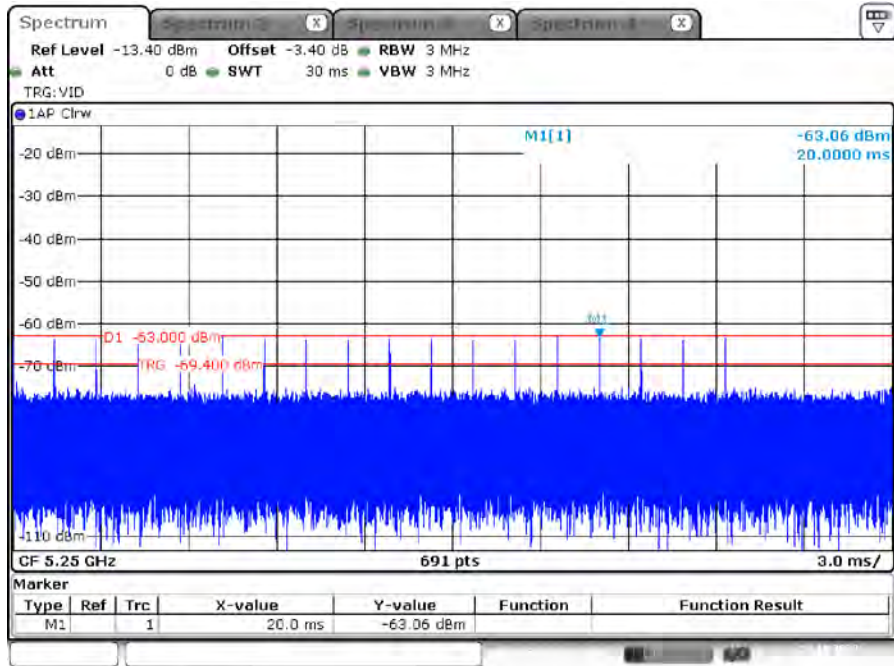 Spectrum X X X
Ref Level -13.40 dBm Offset -3.40 dB RBW 3 MHz
Att 0 dB SWT 30 ms VBW 3 MHz
TRG:VID
1AP Clrw
M1[1] -63.06 dBm
20.0000 ms
-20 dBm
-30 dBm
-40 dBm
-50 dBm
-60 dBm
M1
D1 -63.000 dBm
-70 dBm
TRG -69.400 dBm
-110 dBm
CF 5.25 GHz 691 pts 3.0 ms/
Marker
Type Ref Trc X-value Y-value Function Function Result
M1 1 20.0 ms -63.06 dBm